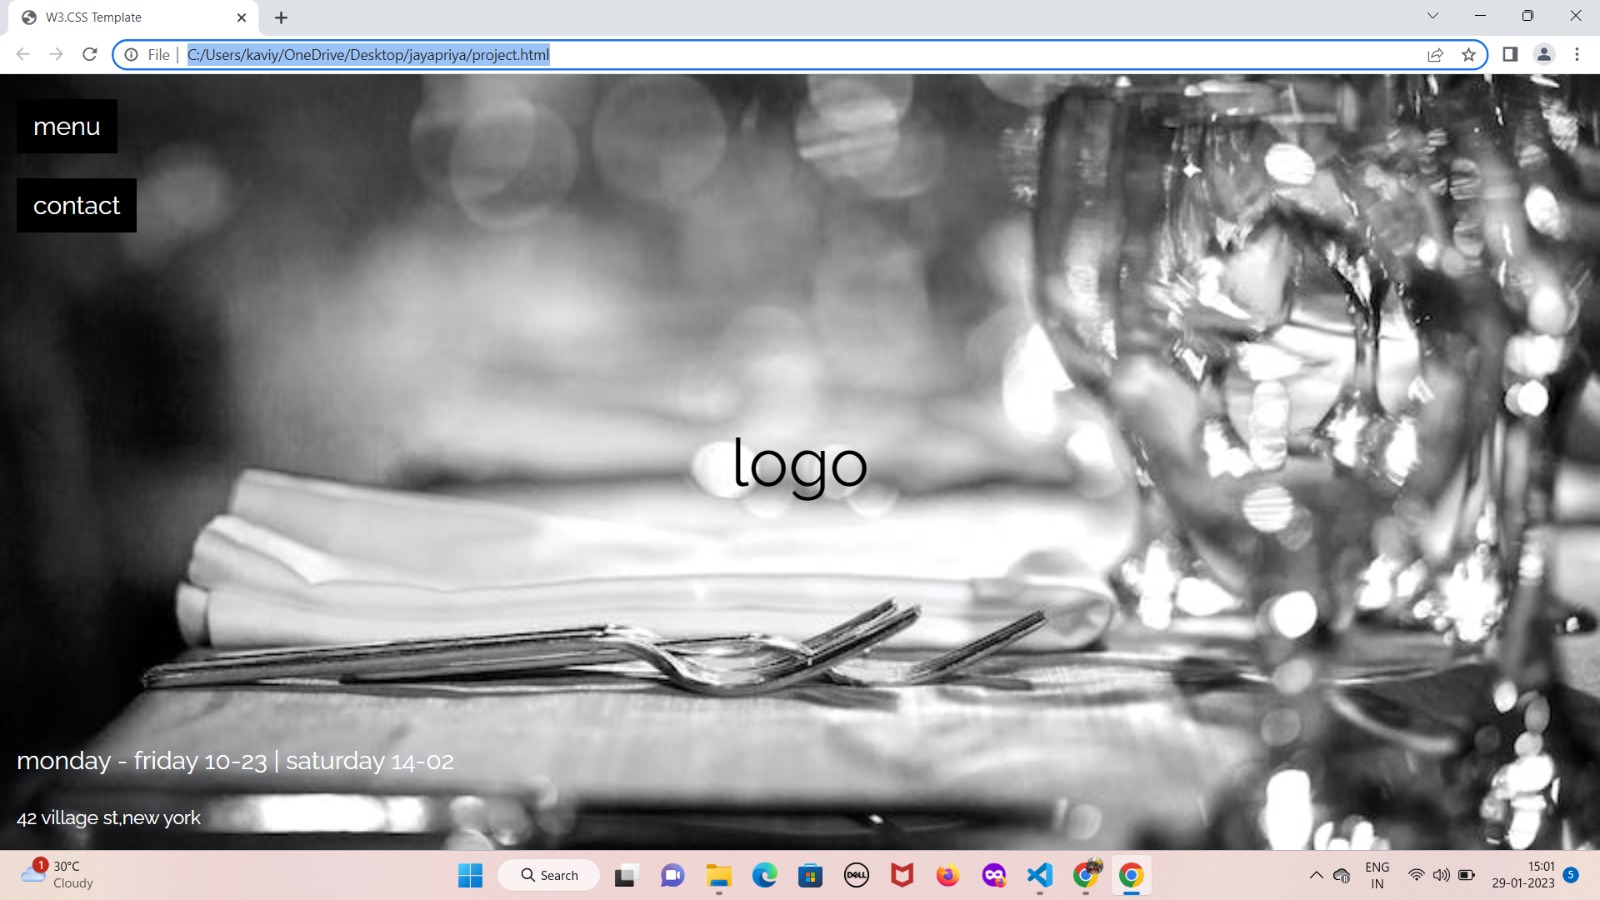 W3.CSS Template
File | C:/Users/kaviy/OneDrive/Desktop/jayapriya/project.html
menu
contact
logo
monday - friday 10-23 | saturday 14-02
42 village st,new york
1
30°C
Cloudy
Search
DELL
ENG
IN
15:01
29-01-2023
5